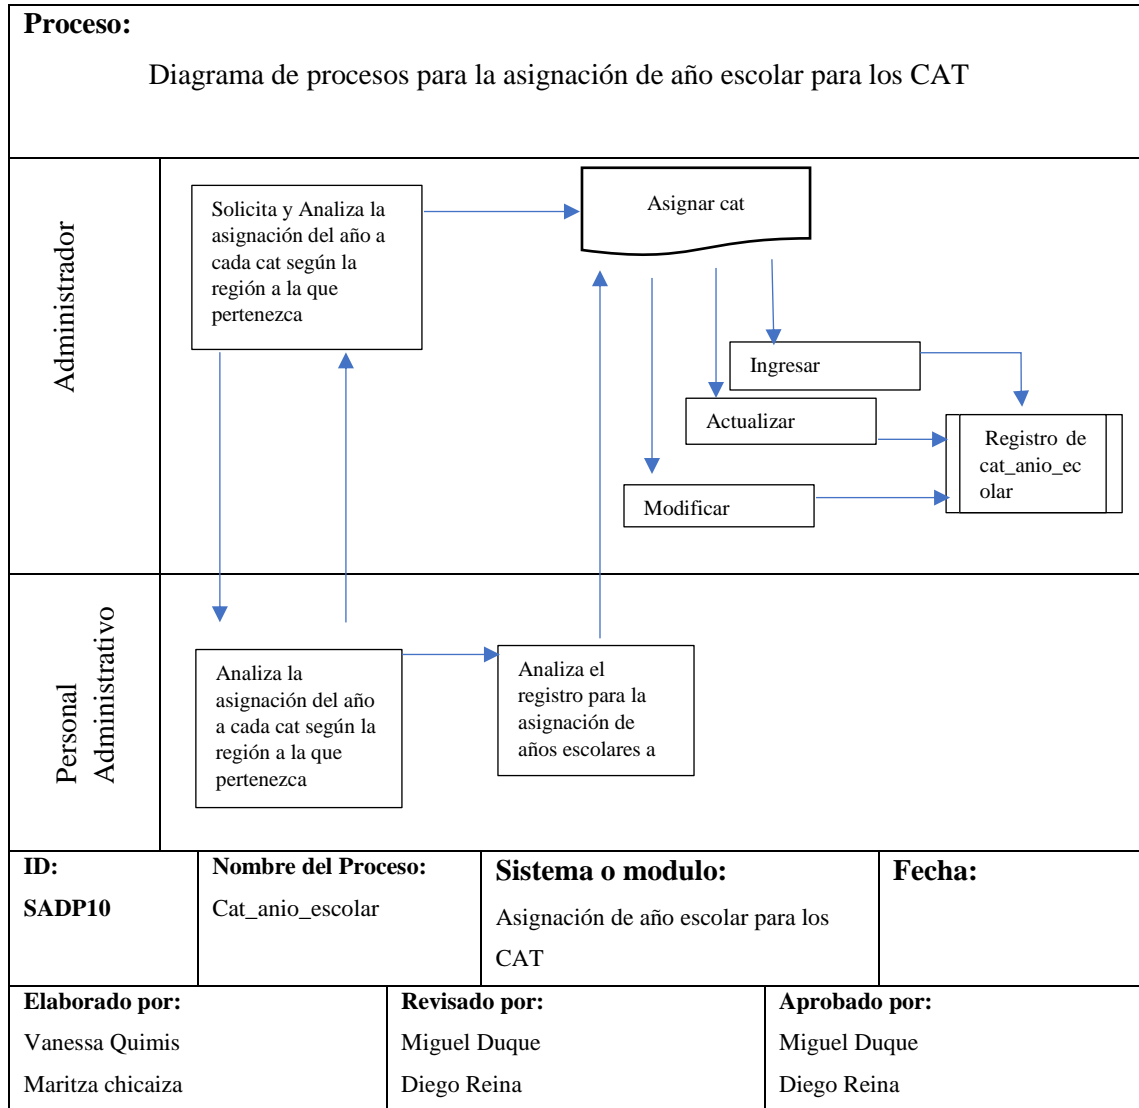 Proceso:
Diagrama de procesos para la asignación de año escolar para los CAT
Administrador
Solicita y Analiza la
asignación del año a
cada cat según la
región a la que
pertenezca
Asignar cat
Ingresar
Actualizar
Modificar
Registro de
cat_anio_ec
olar
Personal
Administrativo
Analiza la
asignación del año
a cada cat según la
región a la que
pertenezca
Analiza el
registro para la
asignación de
años escolares a
ID:
SADP10
Nombre del Proceso:
Cat_anio_escolar
Sistema o modulo:
Asignación de año escolar para los
CAT
Fecha:
Elaborado por:
Vanessa Quimis
Maritza chicaiza
Revisado por:
Miguel Duque
Diego Reina
Aprobado por:
Miguel Duque
Diego Reina